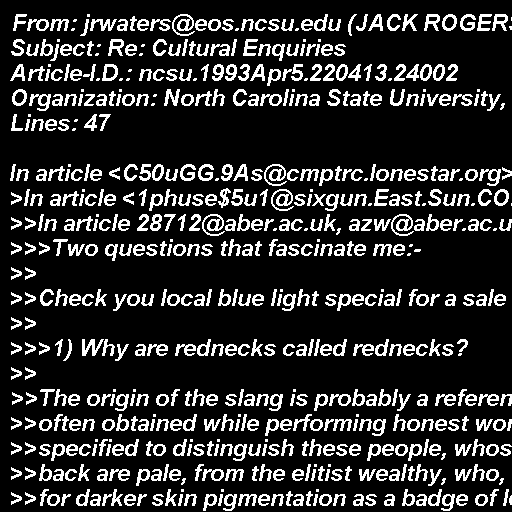 From: jrwaters@eos.ncsu.edu (JACK ROGERS
Subject: Re: Cultural Enquiries
Article-I.D.: ncsu.1993Apr5.220413.24002
Organization: North Carolina State University,
Lines: 47

In article <C50uGG.9As@cmptrc.lonestar.org>
>In article <1phuse$5u1@sixgun.East.Sun.CO
>>In article 28712@aber.ac.uk, azw@aber.ac.u
>>>Two questions that fascinate me:-
>>
>>Check you local blue light special for a sale
>>
>>>1) Why are rednecks called rednecks?
>>
>>The origin of the slang is probably a referen
>>often obtained while performing honest wor
>>specified to distinguish these people, whos
>>back are pale, from the elitist wealthy, who,
>>for darker skin pigmentation as a badge of